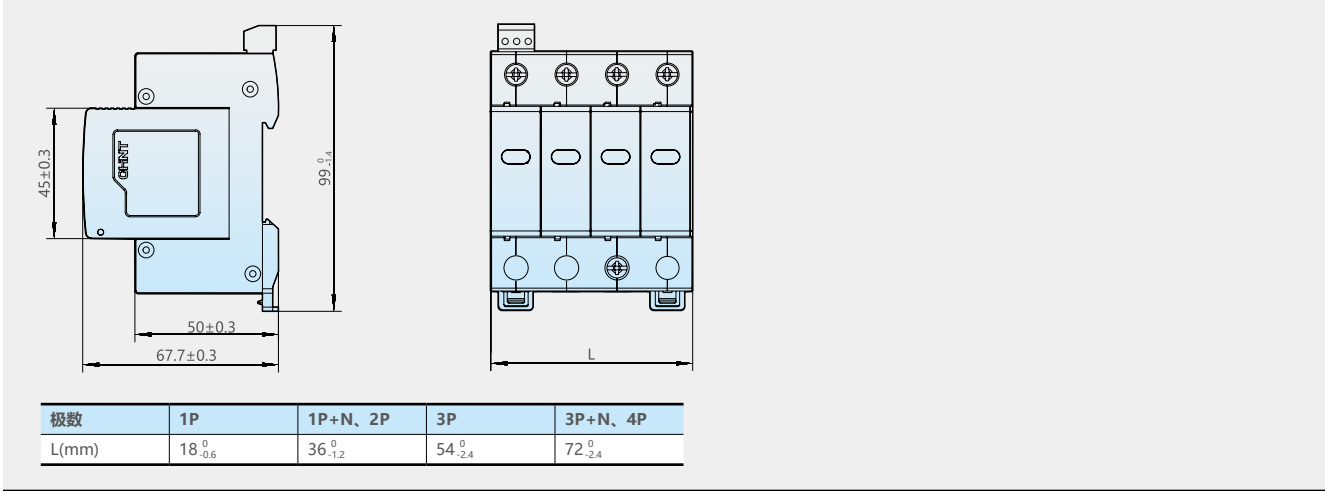 45±0.3
CHNT
99 0 -1.4
50±0.3
67.7±0.3
L
极数 1P 1P+N、2P 3P 3P+N、4P
L(mm) 18 0 -0.6 36 0 -1.2 54 0 -2.4 72 0 -2.4